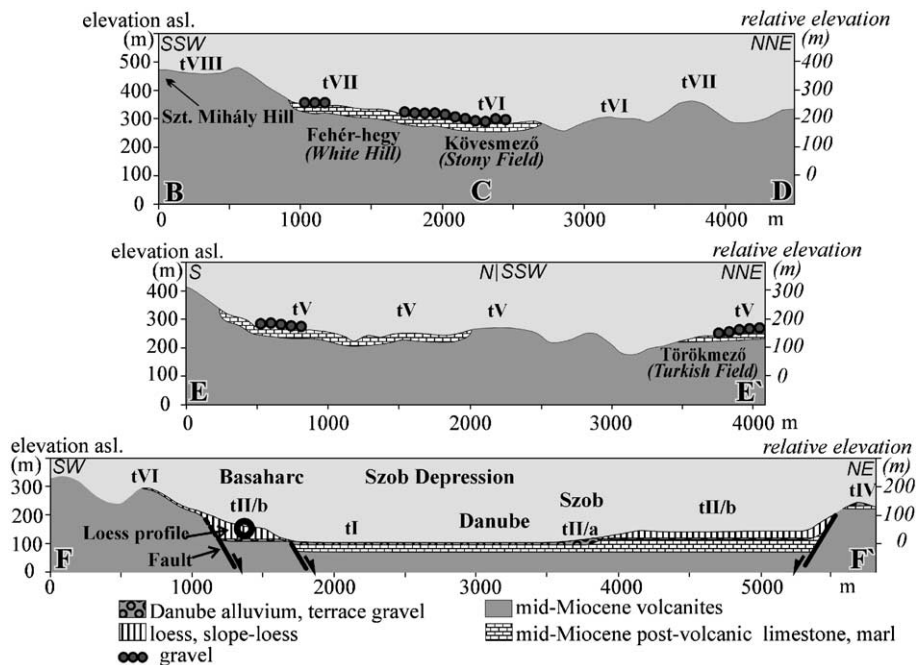 elevation asl. relative elevation
(m) SSW NNE (m)
tVIII tVII tVII
500 400
400 tVI tVI 300
Szt. Mihály Hill
300 200
Fehér-hegy Kövesmező
(White Hill) (Stony Field)
200 100
100 0
0 B C D
1000 2000 3000 4000 m
elevation asl. relative elevation
(m) S N SSW NNE (m)
400 300
tV tV tV tV
300 200
200 100
Törökmező
(Turkish Field)
100 0
0 E E`
0 1000 2000 3000 4000 m
elevation asl. relative elevation
(m) SW NE (m)
tVI Basaharc Szob Depression tIV
300 200
tII/b Szob tII/b
200 100
Loess profile tI Danube tII/a
100 0
Fault
0 F F`
1000 2000 3000 4000 5000 m
Danube alluvium, terrace gravel mid-Miocene volcanites
loess, slope-loess mid-Miocene post-volcanic limestone, marl
gravel